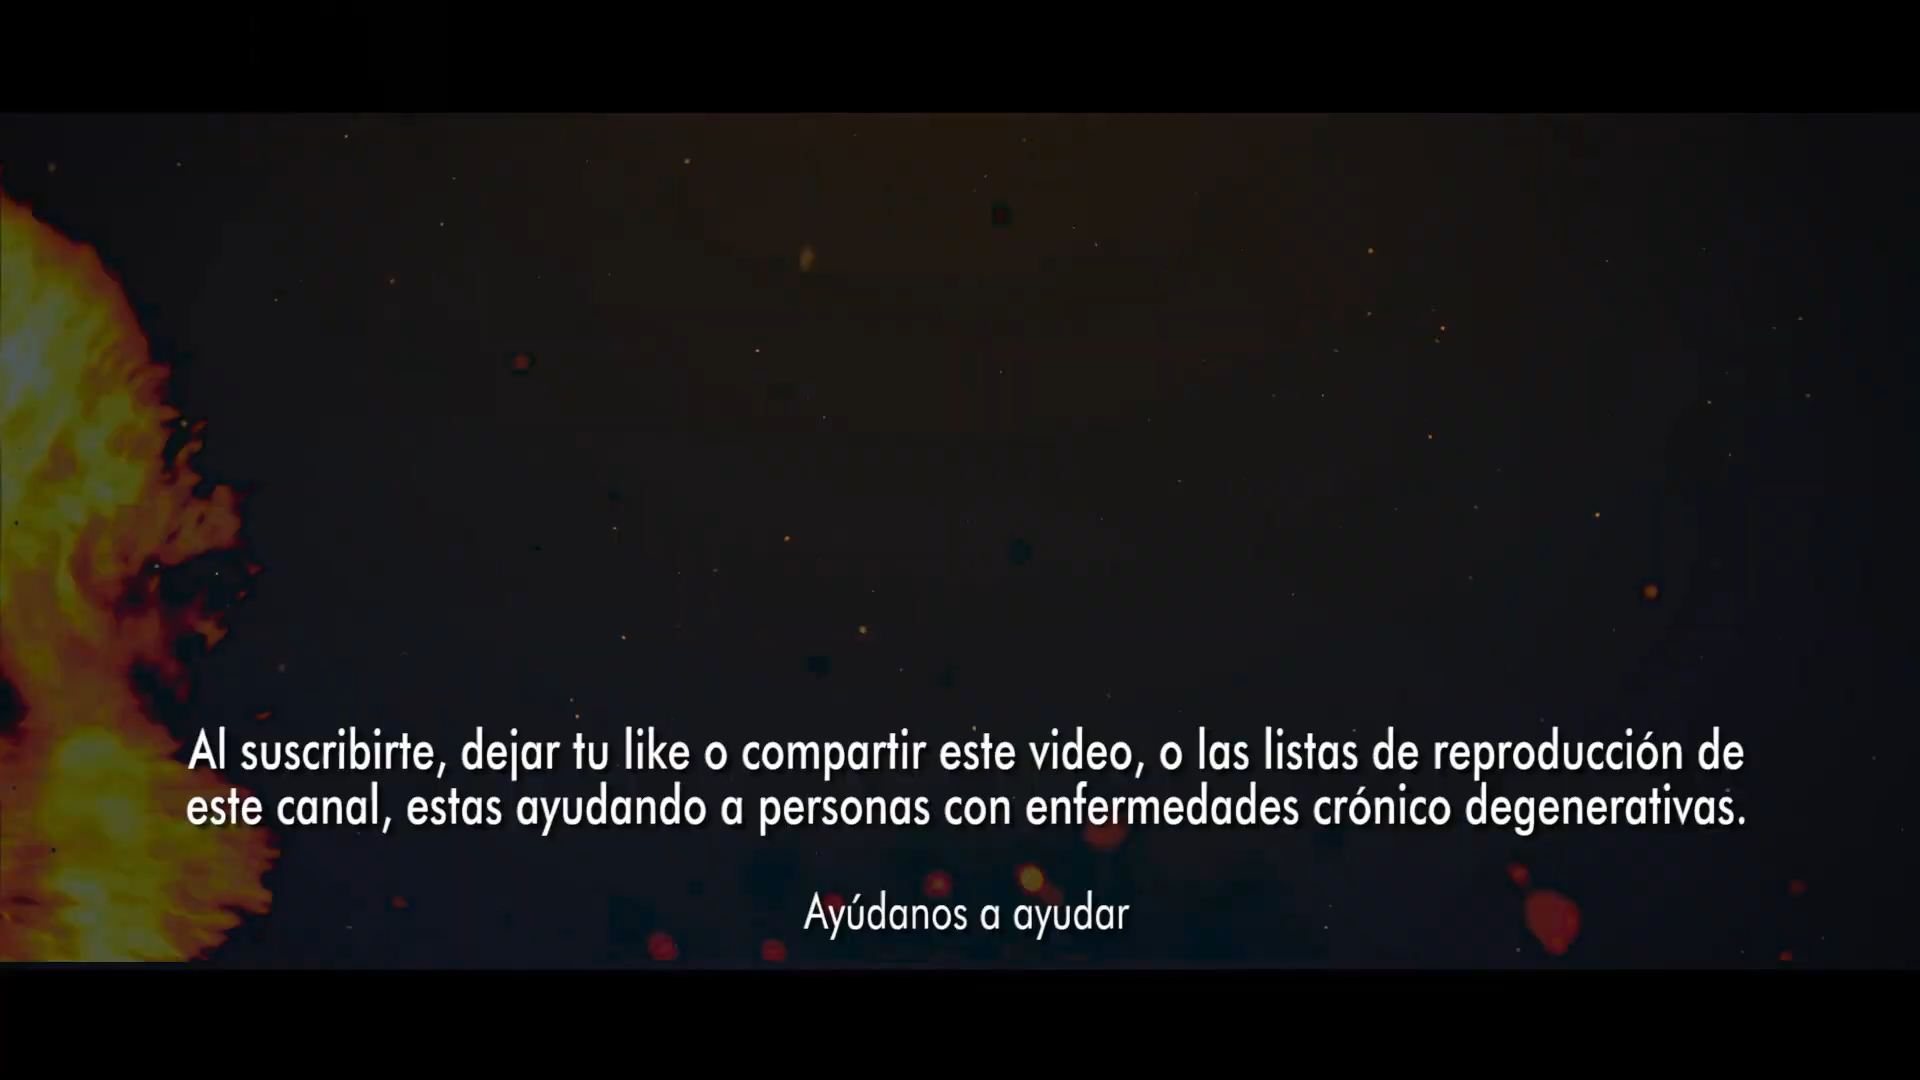 Al suscribirte, dejar tu like o compartir este video, o las listas de reproducción de
este canal, estas ayudando a personas con enfermedades crónico degenerativas.
Ayúdanos a ayudar